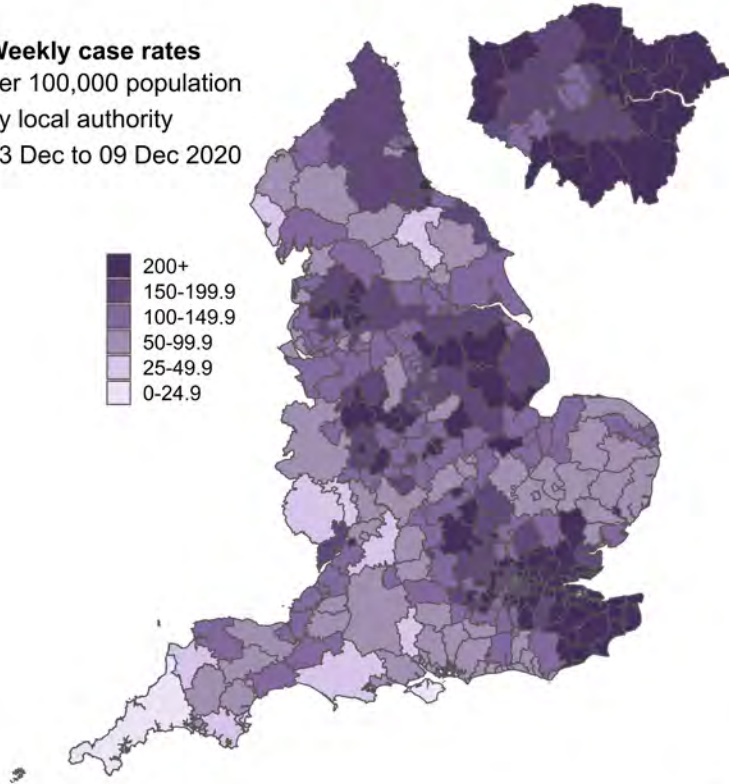 Weekly case rates
er 100,000 population
y local authority
3 Dec to 09 Dec 2020
200+
150-199.9
100-149.9
50-99.9
25-49.9
0-24.9